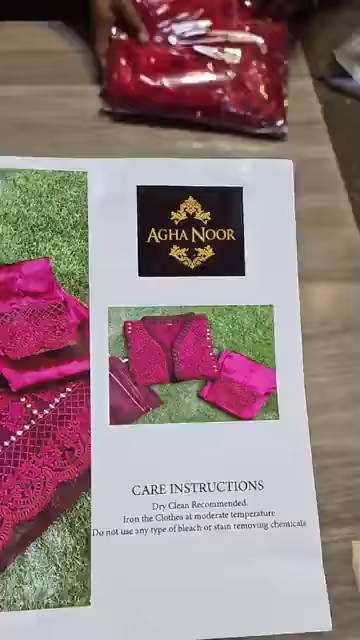 AGHA NOOR
CARE INSTRUCTIONS
Dry Clean Recommended.
Iron the Clothes at moderate temperature
Do not use any type of bleach or stain removing chemicals